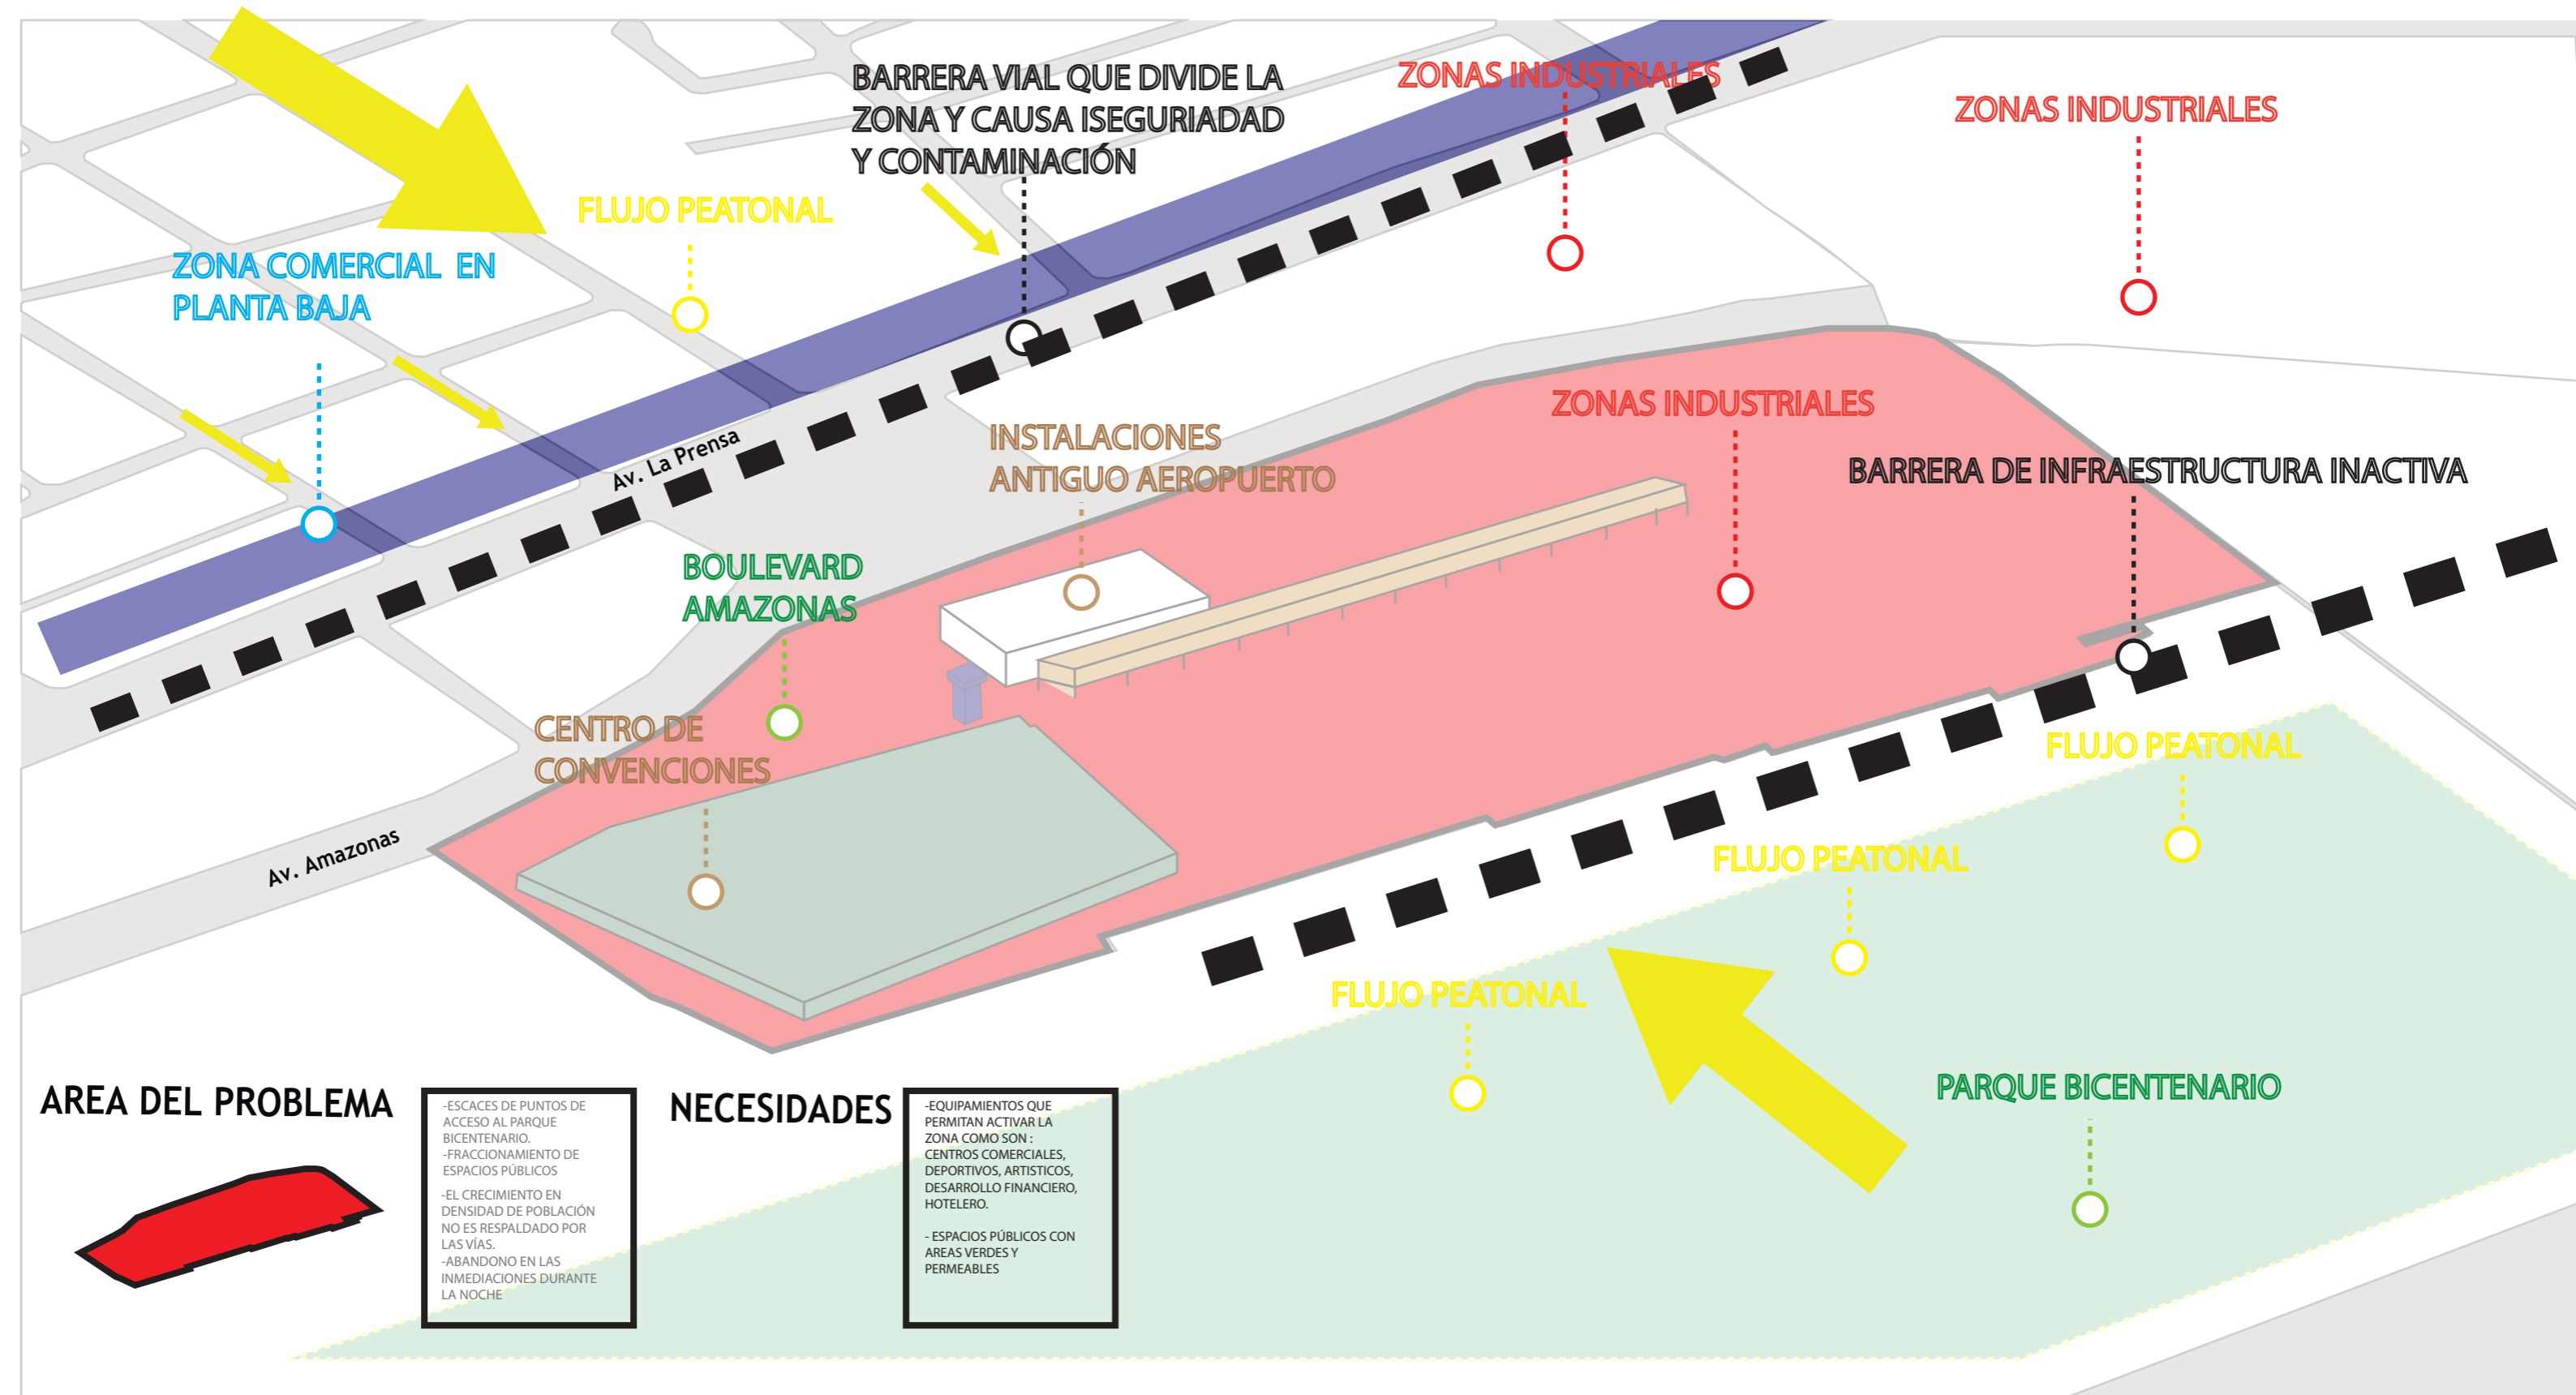 BARRERA VIAL QUE DIVIDE LA
ZONA Y CAUSA ISEGURIADAD
Y CONTAMINACIÓN
ZONAS INDUSTRIALES
ZONAS INDUSTRIALES
FLUJO PEATONAL
ZONA COMERCIAL EN
PLANTA BAJA
ZONAS INDUSTRIALES
Av. La Prensa
INSTALACIONES
ANTIGUO AEROPUERTO
BARRERA DE INFRAESTRUCTURA INACTIVA
BOULEVARD
AMAZONAS
CENTRO DE
CONVENCIONES
FLUJO PEATONAL
Av. Amazonas
FLUJO PEATONAL
FLUJO PEATONAL
PARQUE BICENTENARIO
AREA DEL PROBLEMA
-ESCACES DE PUNTOS DE
ACCESO AL PARQUE
BICENTENARIO.
-FRACCIONAMIENTO DE
ESPACIOS PÚBLICOS
-EL CRECIMIENTO EN
DENSIDAD DE POBLACIÓN
NO ES RESPALDADO POR
LAS VÍAS.
-ABANDONO EN LAS
INMEDIACIONES DURANTE
LA NOCHE
NECESIDADES
-EQUIPAMIENTOS QUE
PERMITAN ACTIVAR LA
ZONA COMO SON :
CENTROS COMERCIALES,
DEPORTIVOS, ARTISTICOS,
DESARROLLO FINANCIERO,
HOTELERO.
- ESPACIOS PÚBLICOS CON
AREAS VERDES Y
PERMEABLES